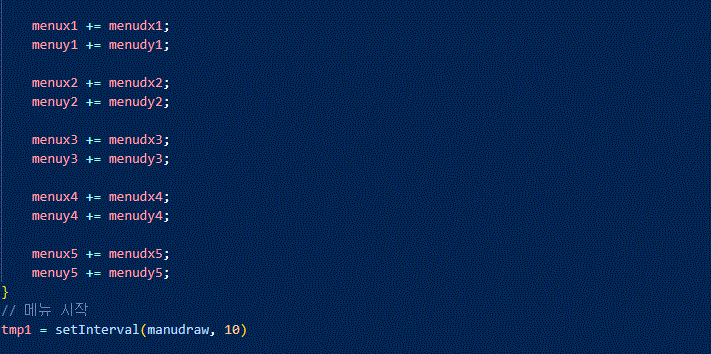 menux1 += menudx1;
menuy1 += menudy1;
menux2 += menudx2;
menuy2 += menudy2;
menux3 += menudx3;
menuy3 += menudy3;
menux4 += menudx4;
menuy4 += menudy4;
menux5 += menudx5;
menuy5 += menudy5;
}
// 메뉴 시작
tmp1 = setInterval(manudraw, 10)